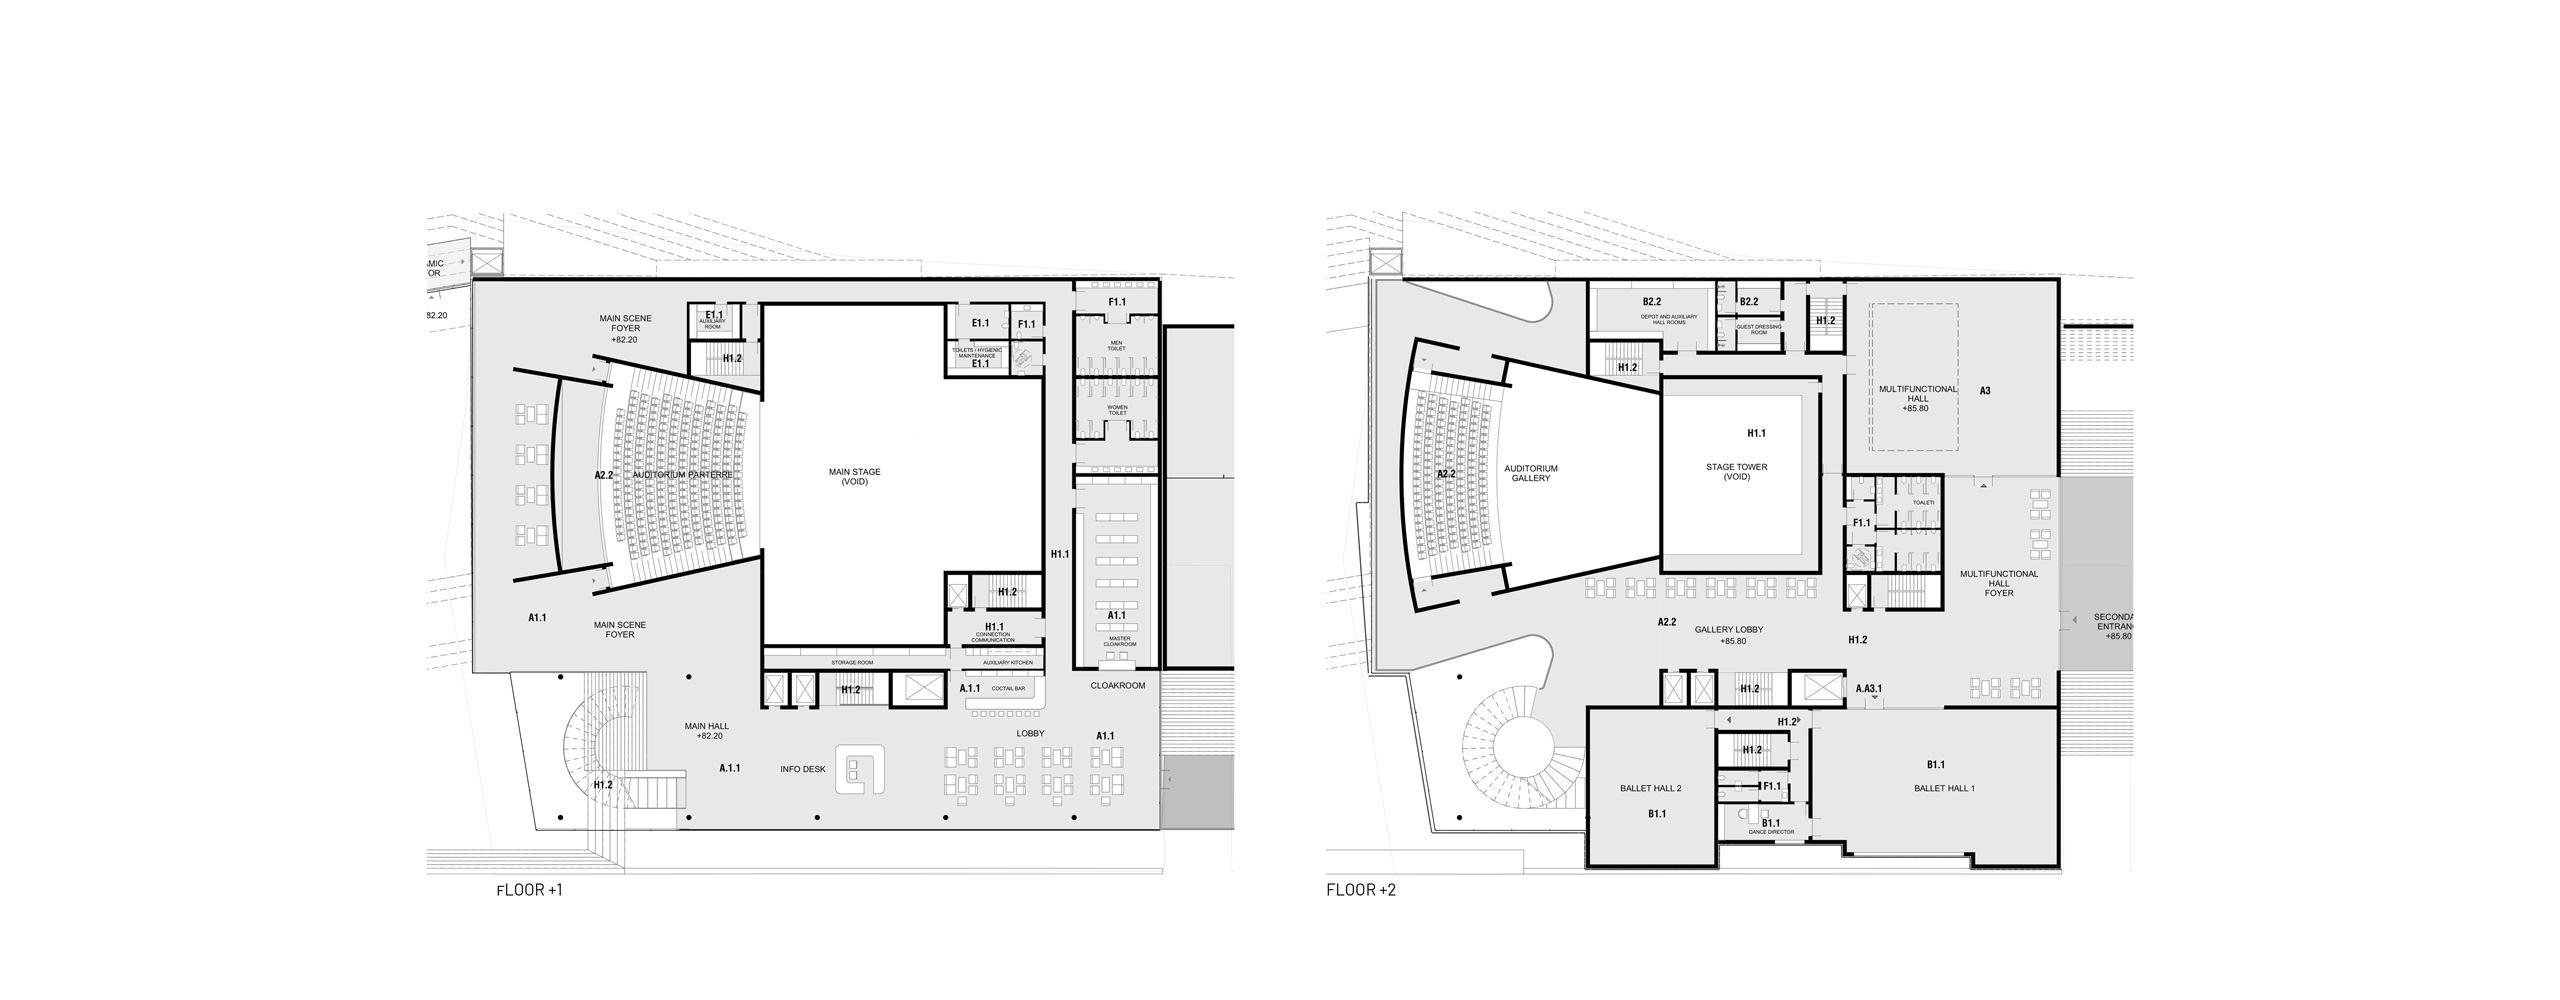 AMIC
TOR
82.20
MAIN SCENE
FOYER
+82.20
E1.1
AUXILIARY
ROOM
H1.2
E1.1
TOILETS / HYGIENIC
MAINTENANCE
E1.1
F1.1
F1.1
MEN
TOILET
WOMEN
TOILET
A2.2
AUDITORIUM PARTERRE
MAIN STAGE
(VOID)
H1.1
H1.2
H1.1
CONNECTION
COMMUNICATION
A1.1
MASTER
CLOAKROOM
A1.1
MAIN SCENE
FOYER
STORAGE ROOM
AUXILIARY KITCHEN
H1.2
A.1.1
COCTAIL BAR
CLOAKROOM
MAIN HALL
+82.20
LOBBY
A1.1
A.1.1
INFO DESK
H1.2
FLOOR +1
B2.2
DEPOT AND AUXILIARY
HALL ROOMS
B2.2
GUEST DRESSING
ROOM
H1.2
H1.2
MULTIFUNCTIONAL
HALL
+85.80
A3
A2.2
AUDITORIUM
GALLERY
H1.1
STAGE TOWER
(VOID)
TOALETI
F1.1
MULTIFUNCTIONAL
HALL
FOYER
A2.2
GALLERY LOBBY
+85.80
H1.2
SECONDA
ENTRANC
+85.80
H1.2
A.A3.1
H1.2
H1.2
BALLET HALL 2
B1.1
F1.1
B1.1
DANCE DIRECTOR
B1.1
BALLET HALL 1
FLOOR +2